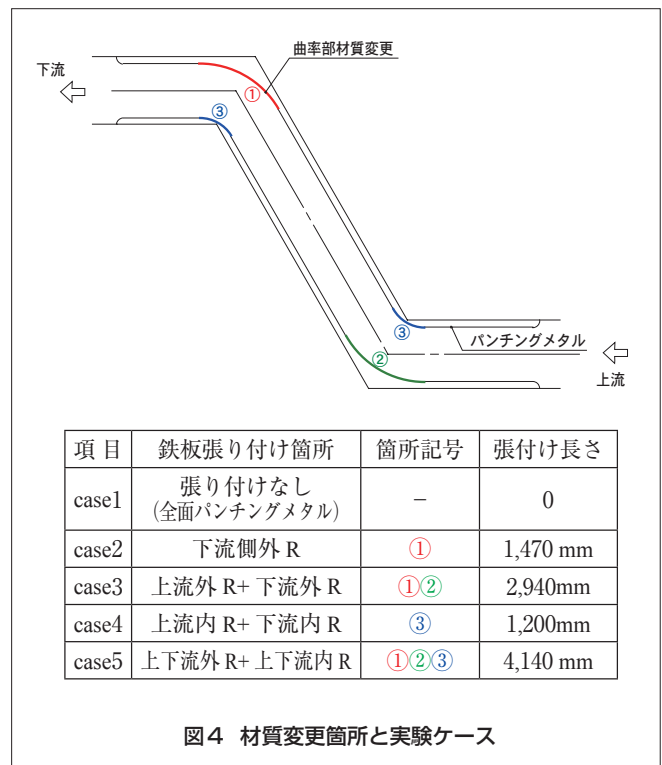 曲率部材質変更
下流
①
③
③
パンチングメタル
②
上流
項 目 鉄板張り付け箇所 箇所記号 張付け長さ
case1 張り付けなし − 0
(全面パンチングメタル)
case2 下流側外 R ① 1,470 mm
case3 上流外 R+ 下流外 R ①② 2,940mm
case4 上流内 R+ 下流内 R ③ 1,200mm
case5 上下流外 R+ 上下流内 R ①②③ 4,140 mm
図4 材質変更箇所と実験ケース